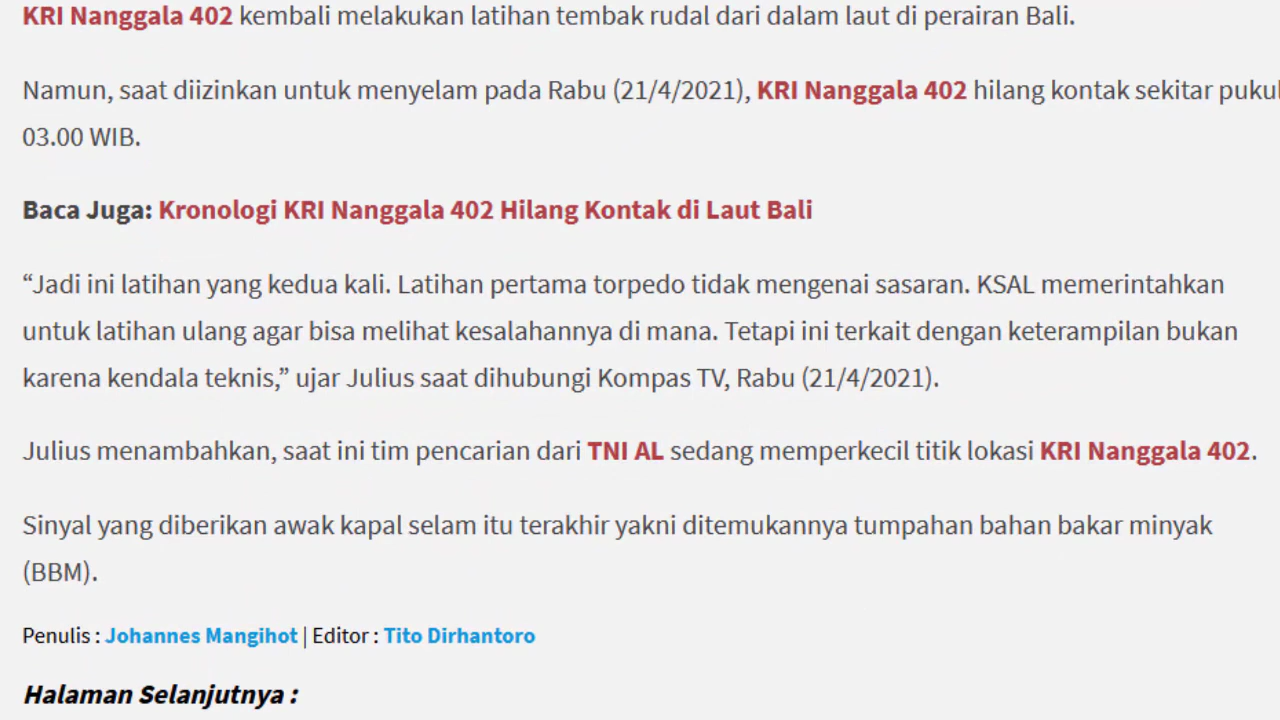 KRI Nanggala 402 kembali melakukan latihan tembak rudal dari dalam laut di perairan Bali.
Namun, saat diizinkan untuk menyelam pada Rabu (21/4/2021), KRI Nanggala 402 hilang kontak sekitar pukul
03.00 WIB.
Baca Juga: Kronologi KRI Nanggala 402 Hilang Kontak di Laut Bali
“Jadi ini latihan yang kedua kali. Latihan pertama torpedo tidak mengenai sasaran. KSAL memerintahkan
untuk latihan ulang agar bisa melihat kesalahannya di mana. Tetapi ini terkait dengan keterampilan bukan
karena kendala teknis,” ujar Julius saat dihubungi Kompas TV, Rabu (21/4/2021).
Julius menambahkan, saat ini tim pencarian dari TNI AL sedang memperkecil titik lokasi KRI Nanggala 402.
Sinyal yang diberikan awak kapal selam itu terakhir yakni ditemukannya tumpahan bahan bakar minyak
(BBM).
Penulis : Johannes Mangihot | Editor : Tito Dirhantoro
Halaman Selanjutnya :